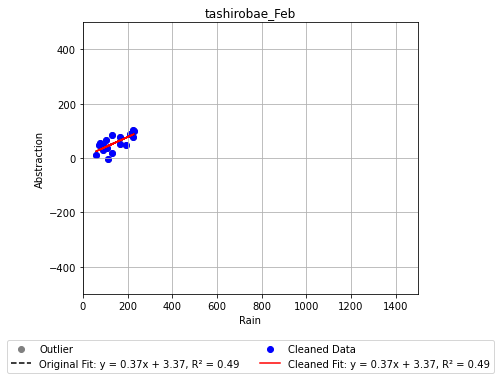 tashirobae_Feb
400
200
0
−200
−400
Abstraction
0 200 400 600 800 1000 1200 1400
Rain
Outlier
Original Fit: y = 0.37x + 3.37, R² = 0.49
Cleaned Data
Cleaned Fit: y = 0.37x + 3.37, R² = 0.49